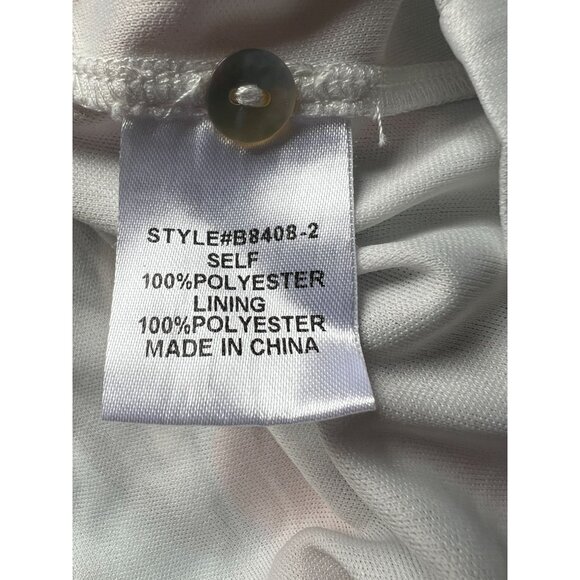 STYLE#B8408-2
SELF
100%POLYESTER
LINING
100%POLYESTER
MADE IN CHINA